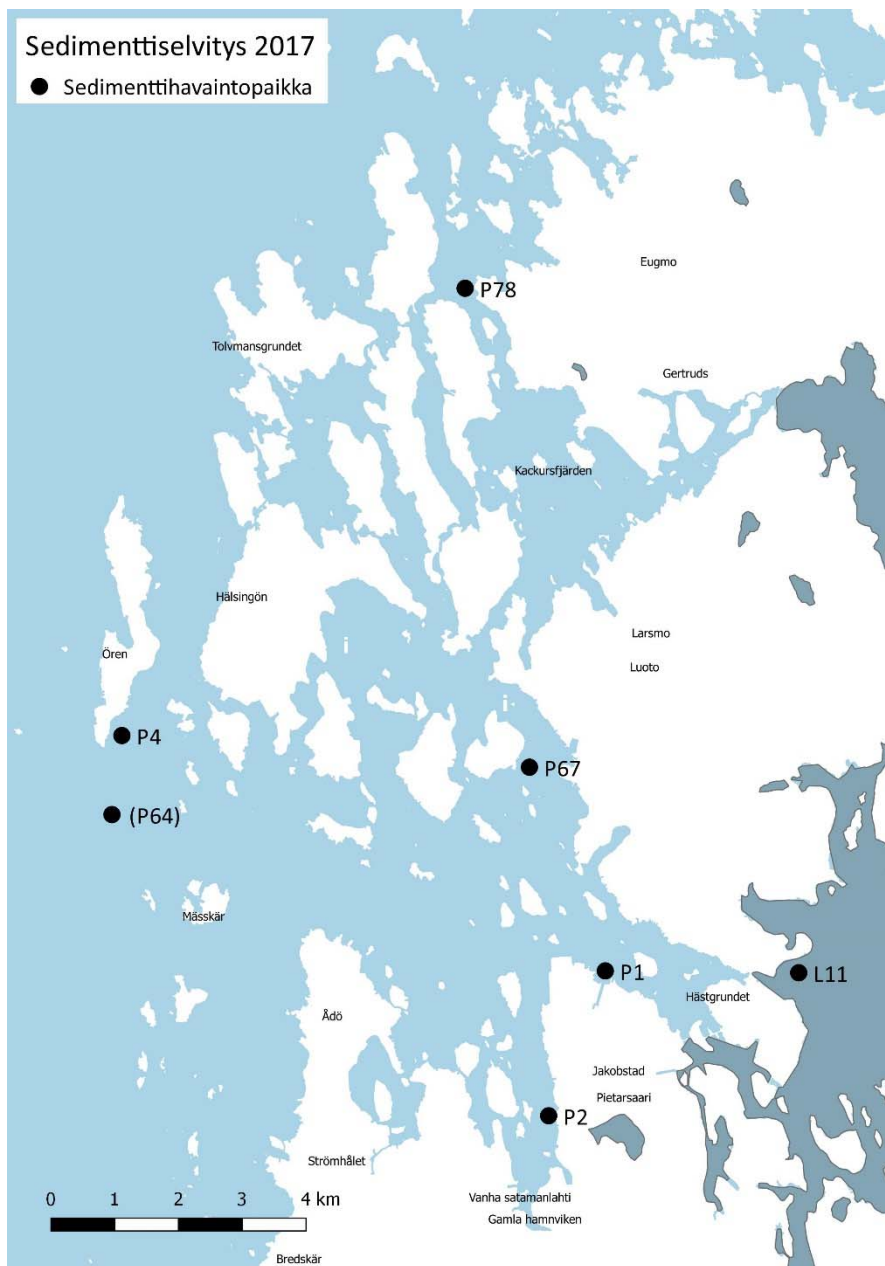 Sedimenttiselvitys 2017
Sedimenttihavaintopaikka
Eugmo
P78
Tolvmansgrundet
Gertruds
Kackursfjärden
Hälsingön
Larsmo
i
Ören
Luoto
i
P4
P67
(P64)
Mässkär
P1
L11
Hästgrundet
Ådö
Jakobstad
Pietarsaari
P2
Strömhålet
0 1 2 3 4 km
Vanha satamanlahti
Gamla hamnviken
Bredskär